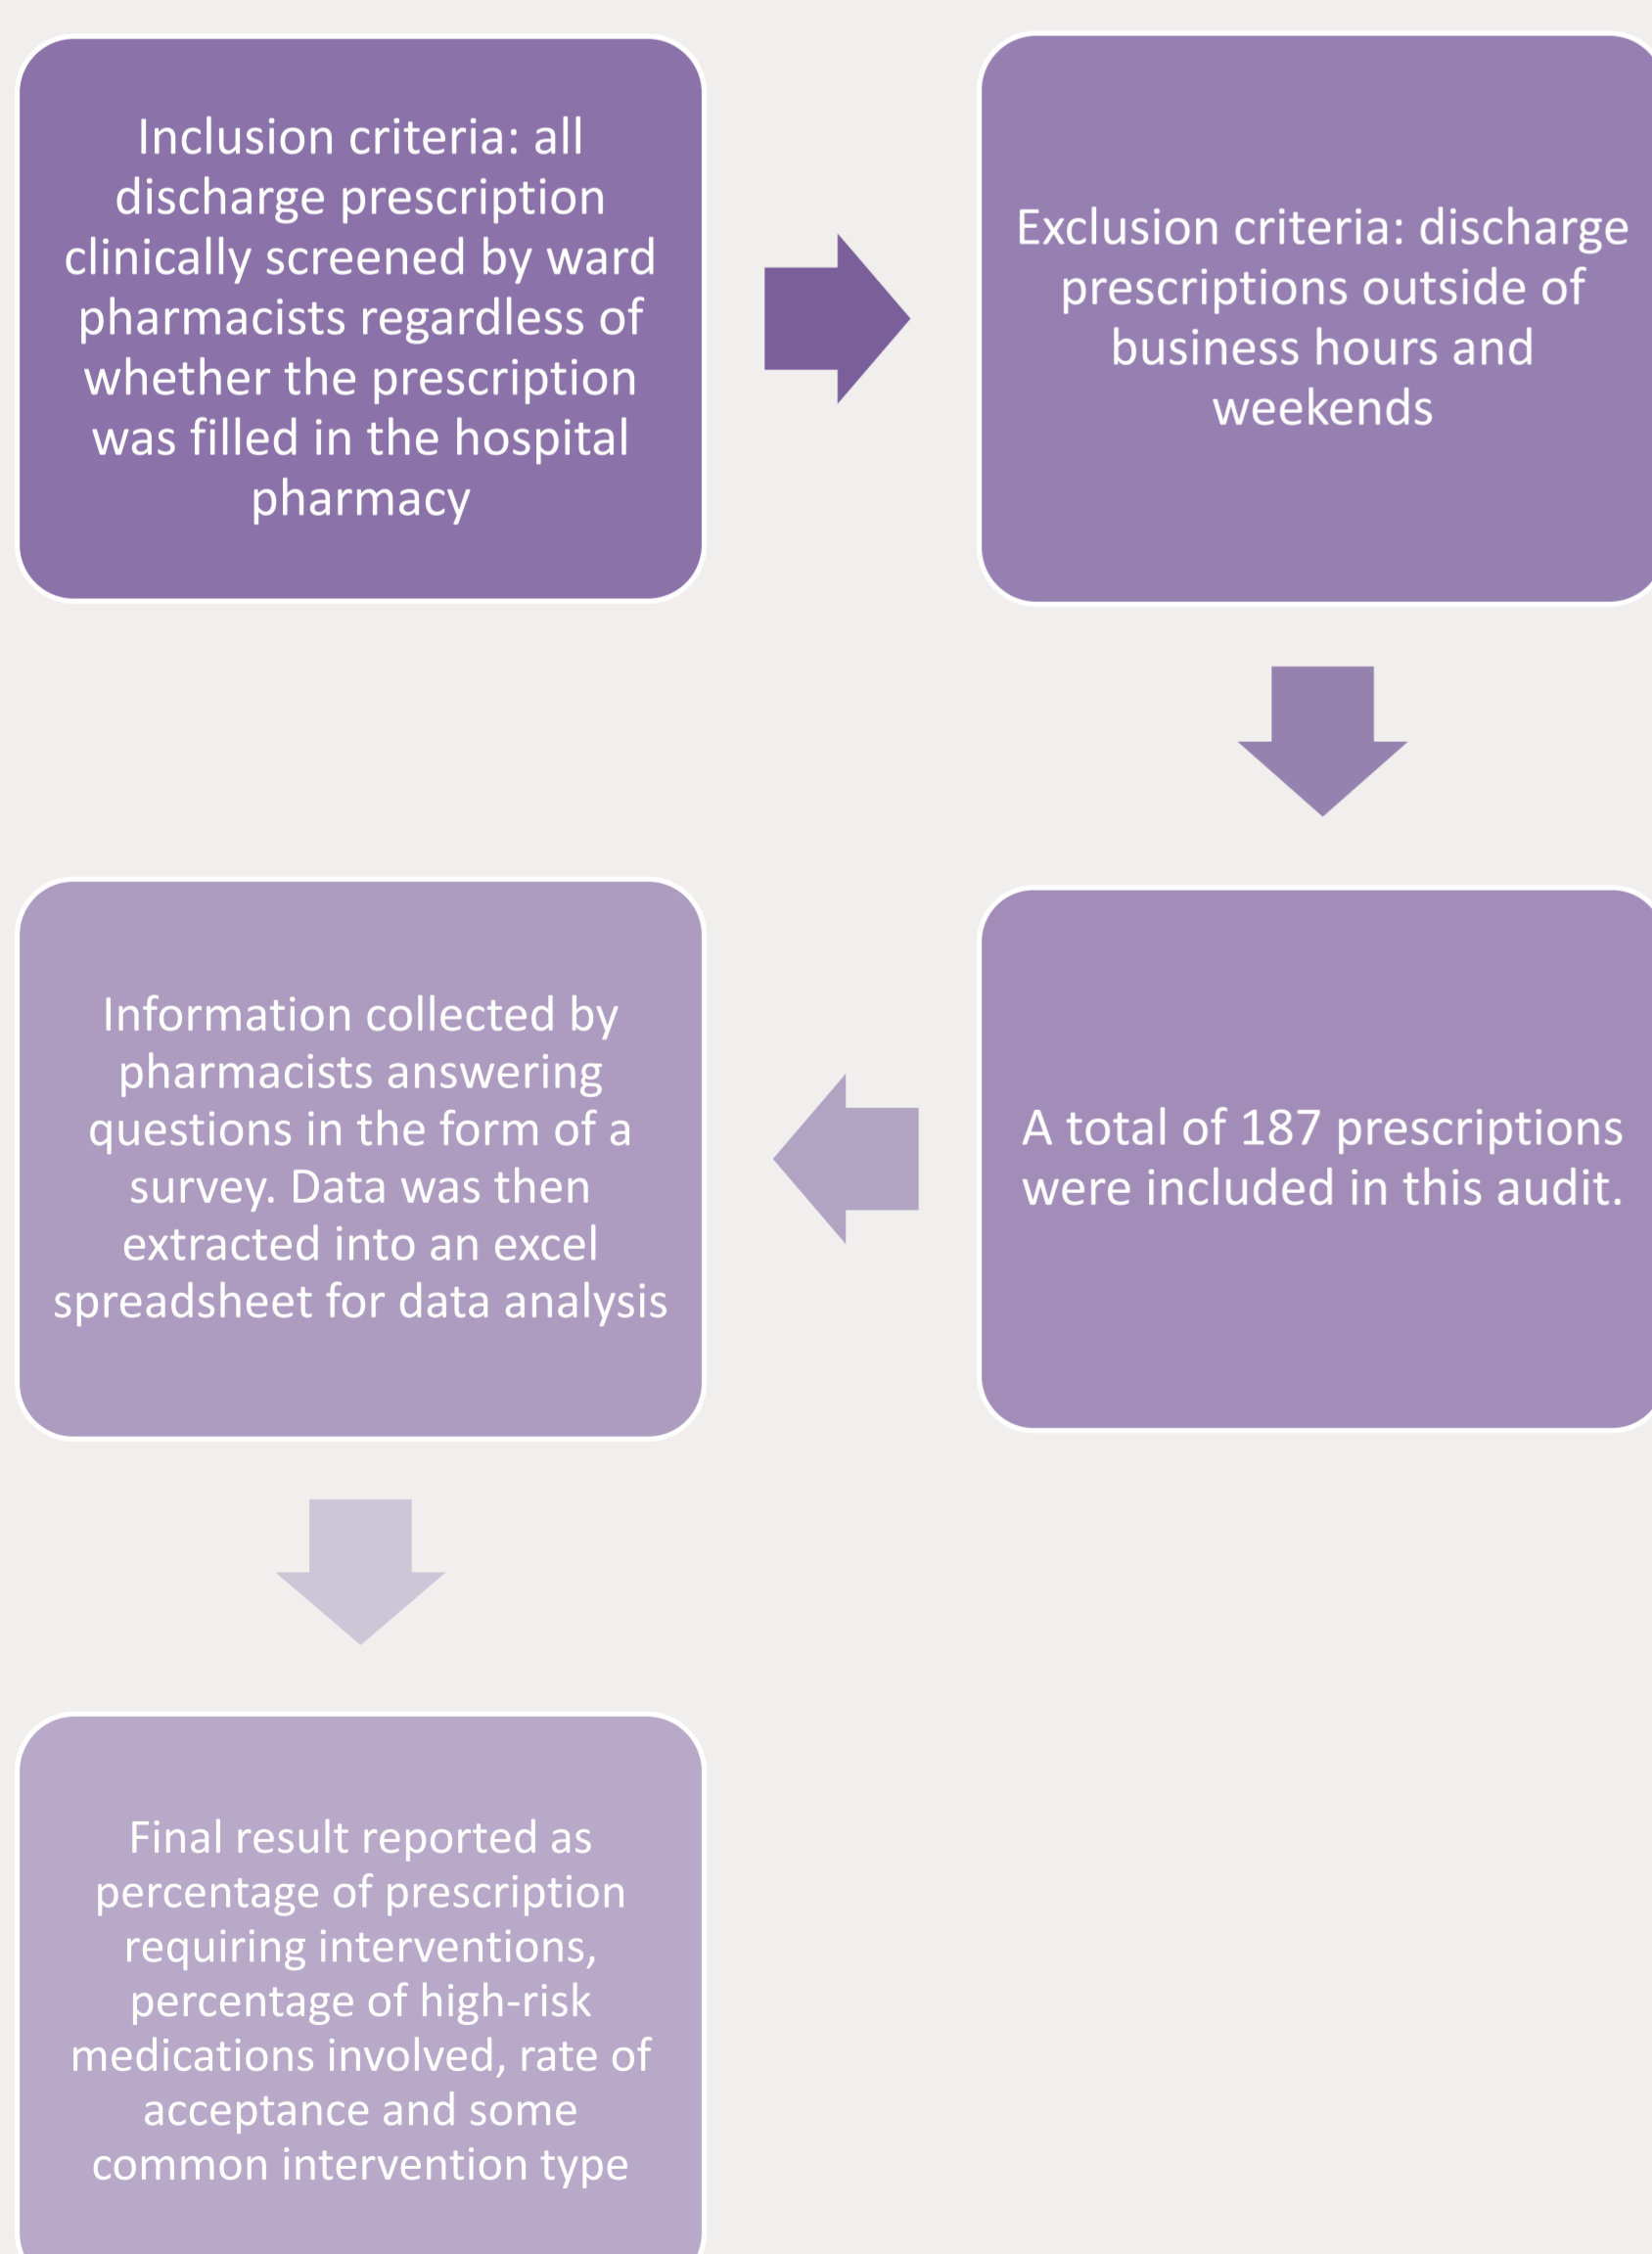 Inclusion criteria: all
discharge prescription
clinically screened by ward
pharmacists regardless of
whether the prescription
was filled in the hospital
pharmacy
Exclusion criteria: discharge
prescriptions outside of
business hours and
weekends
A total of 187 prescriptions
were included in this audit.
Information collected by
pharmacists answering
questions in the form of a
survey. Data was then
extracted into an excel
spreadsheet for data analysis
Final result reported as
percentage of prescription
requiring interventions,
percentage of high-risk
medications involved, rate of
acceptance and some
common intervention type